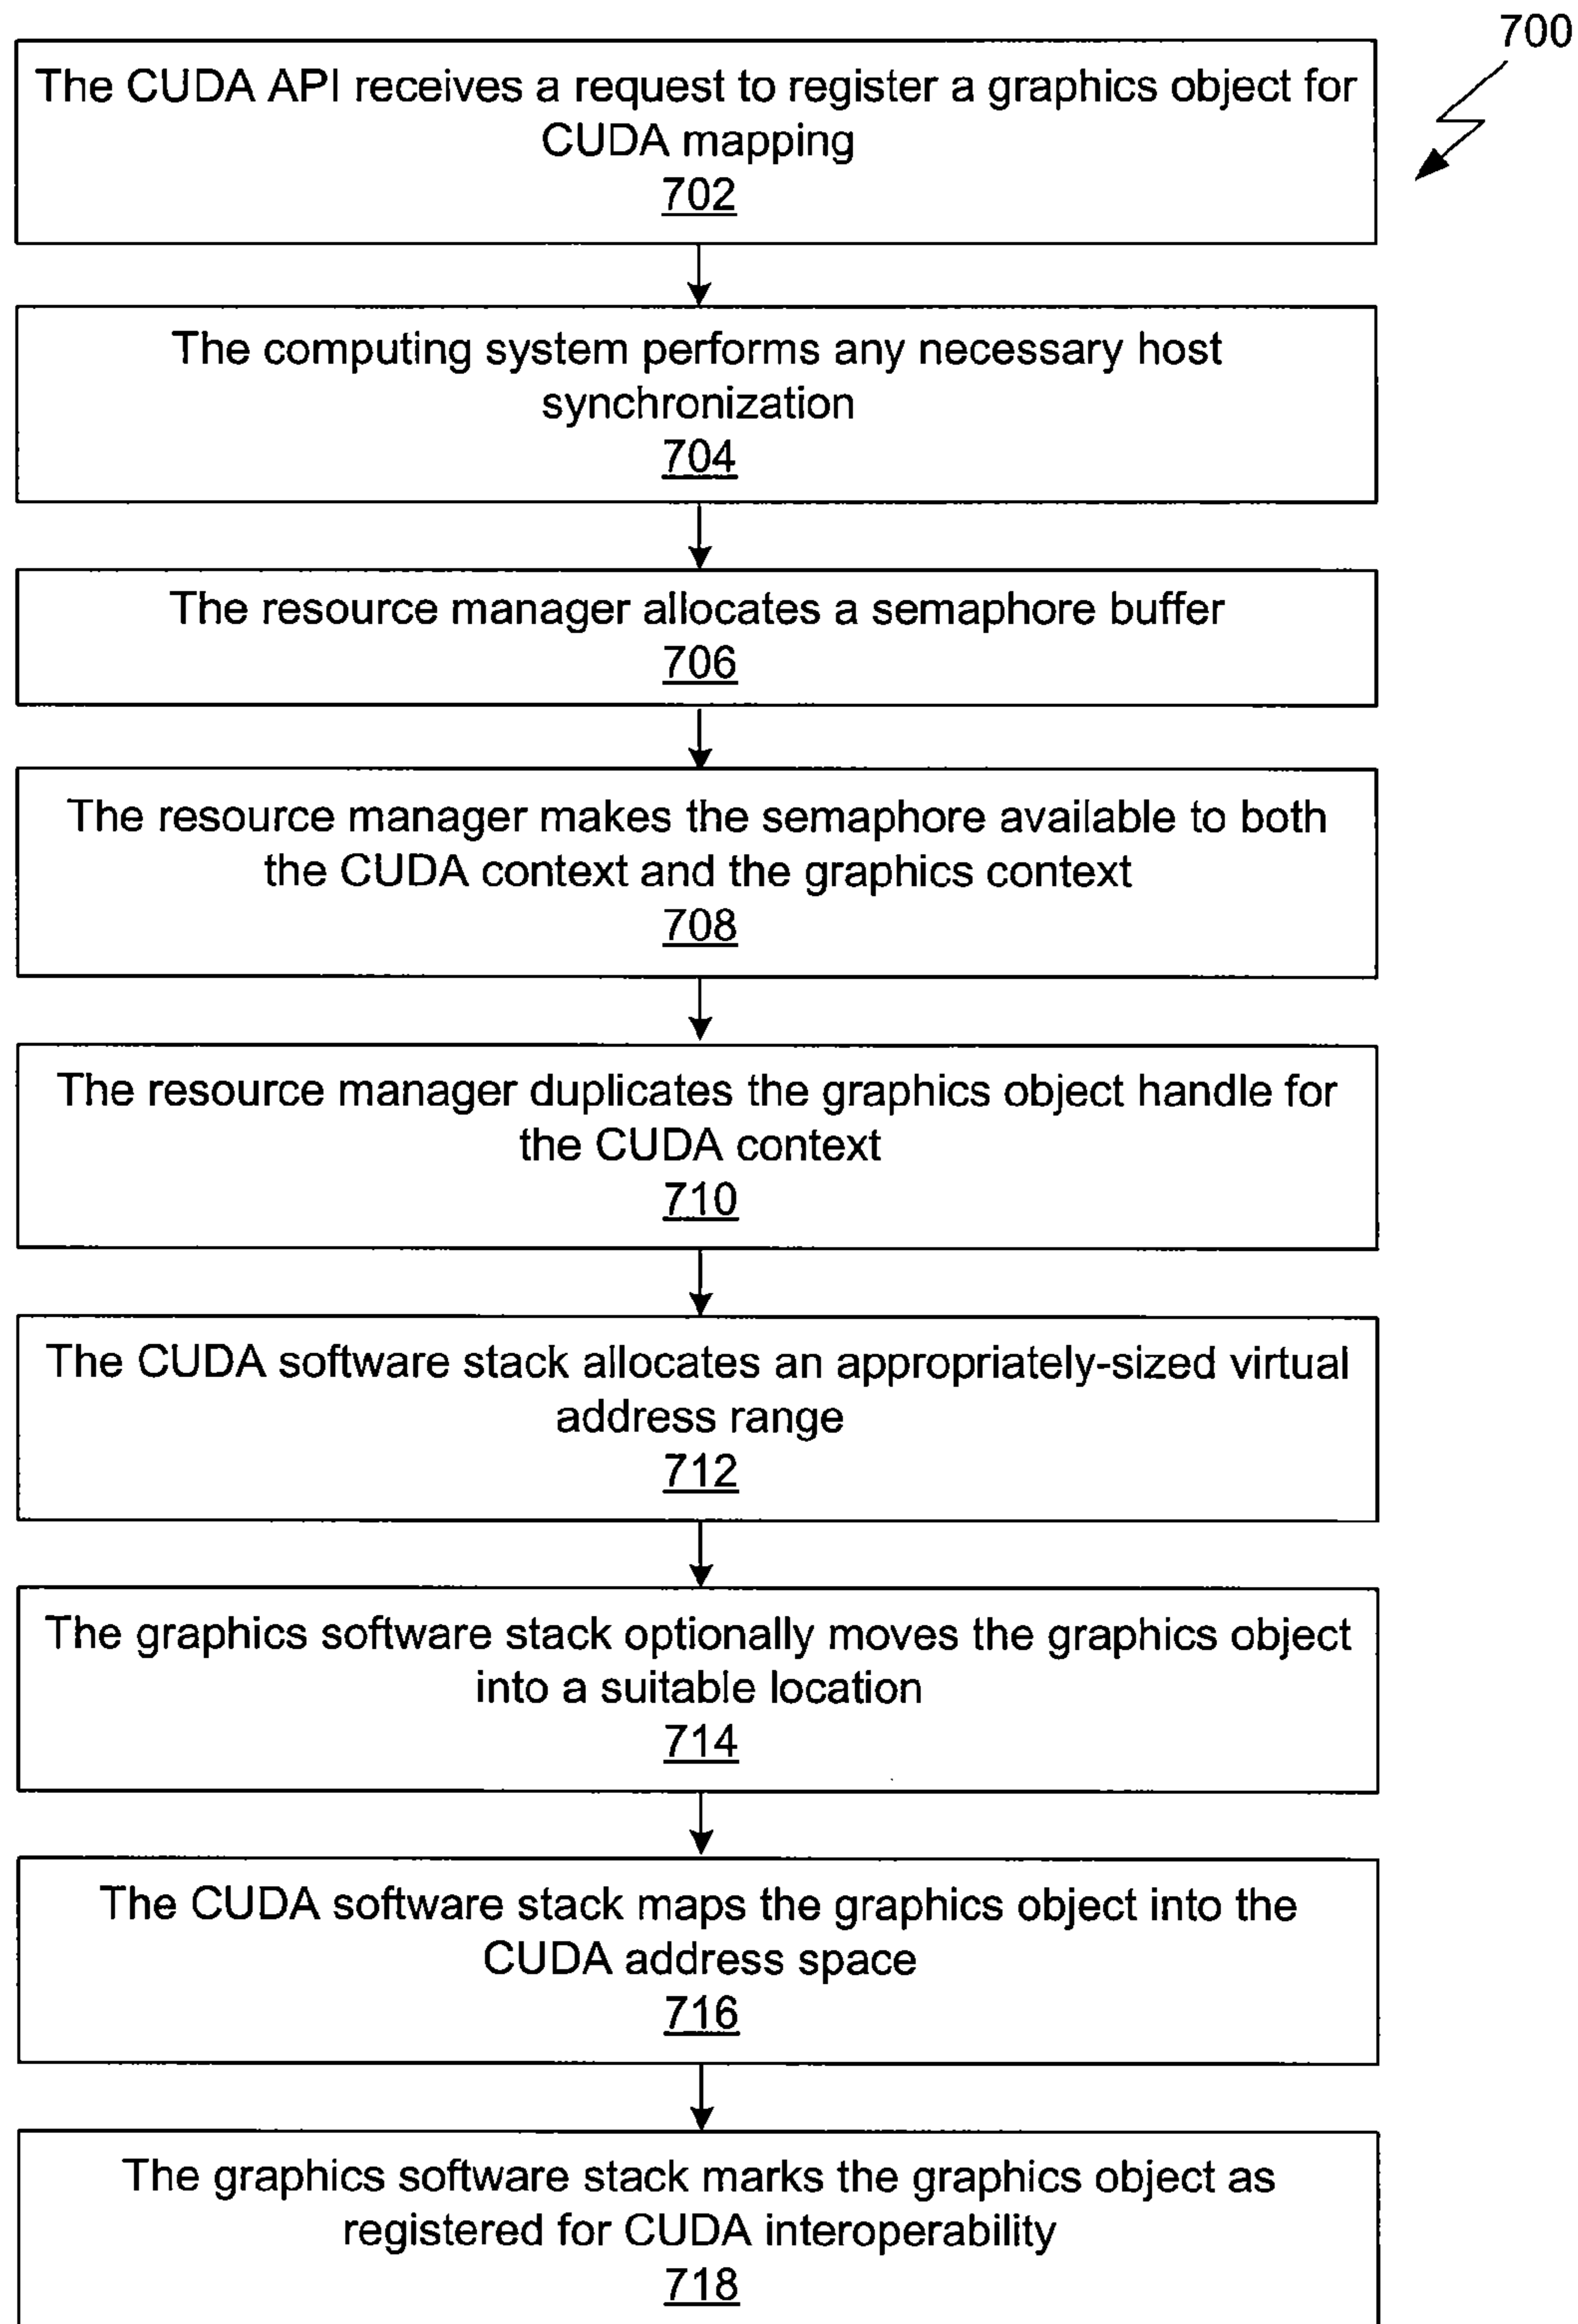 700
The CUDA API receives a request to register a graphics object for
CUDA mapping
702
The computing system performs any necessary host
synchronization
704
The resource manager allocates a semaphore buffer
706
The resource manager makes the semaphore available to both
the CUDA context and the graphics context
708
The resource manager duplicates the graphics object handle for
the CUDA context
710
The CUDA software stack allocates an appropriately-sized virtual
address range
712
The graphics software stack optionally moves the graphics object
into a suitable location
714
The CUDA software stack maps the graphics object into the
CUDA address space
716
The graphics software stack marks the graphics object as
registered for CUDA interoperability
718